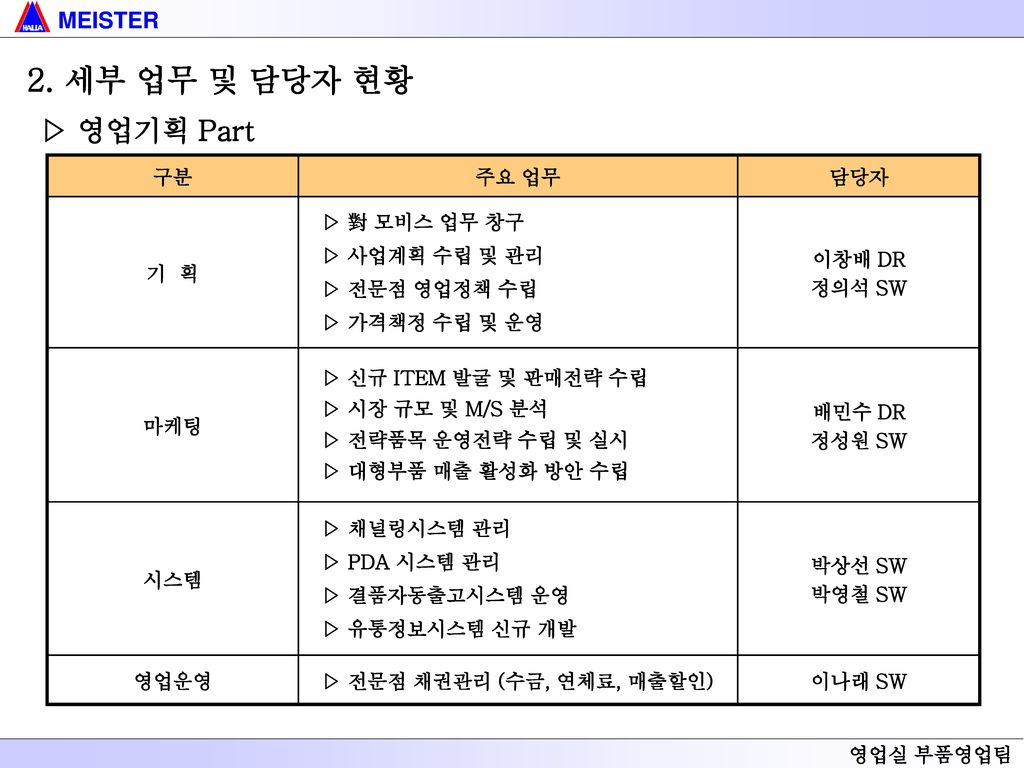 HALLA MEISTER
2. 세부 업무 및 담당자 현황
▷ 영업기획 Part
구분 주요 업무 담당자
기 획
▷ 對 모비스 업무 창구
▷ 사업계획 수립 및 관리
▷ 전문점 영업정책 수립
▷ 가격책정 수립 및 운영
이창배 DR
정의석 SW
마케팅
▷ 신규 ITEM 발굴 및 판매전략 수립
▷ 시장 규모 및 M/S 분석
▷ 전략품목 운영전략 수립 및 실시
▷ 대형부품 매출 활성화 방안 수립
배민수 DR
정성원 SW
시스템
▷ 채널링시스템 관리
▷ PDA 시스템 관리
▷ 결품자동출고시스템 운영
▷ 유통정보시스템 신규 개발
박상선 SW
박영철 SW
영업운영 ▷ 전문점 채권관리 (수금, 연체료, 매출할인) 이나래 SW
영업실 부품영업팀